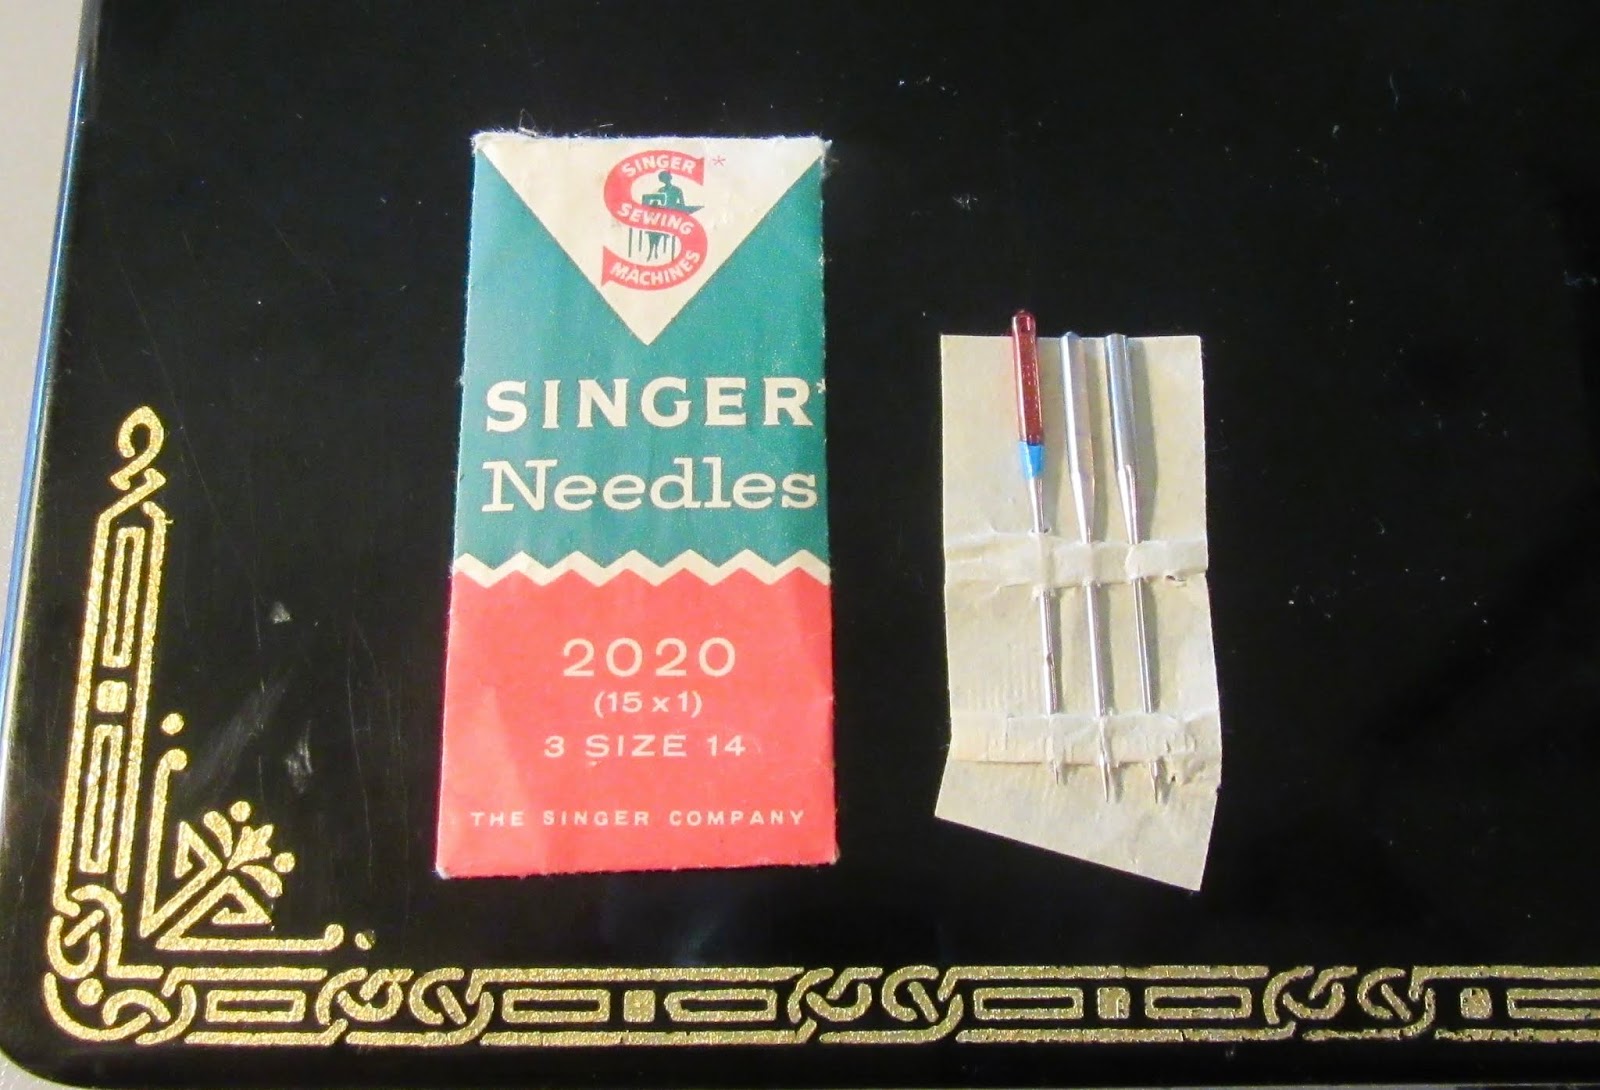 SINGER*
SEWING
MACHINES
SINGER*
Needles
2020
(15 x 1)
3 SIZE 14
THE SINGER COMPANY